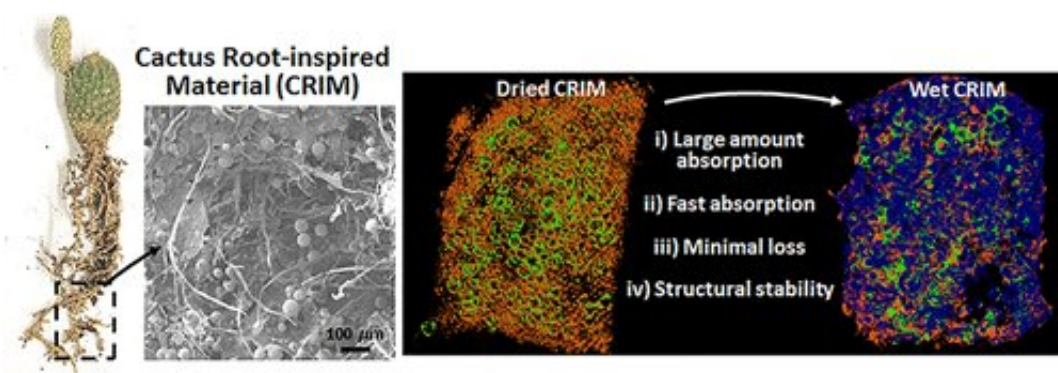 Cactus Root-inspired
Material (CRIM)
100 μm
Dried CRIM
Wet CRIM
i) Large amount
absorption
ii) Fast absorption
iii) Minimal loss
iv) Structural stability